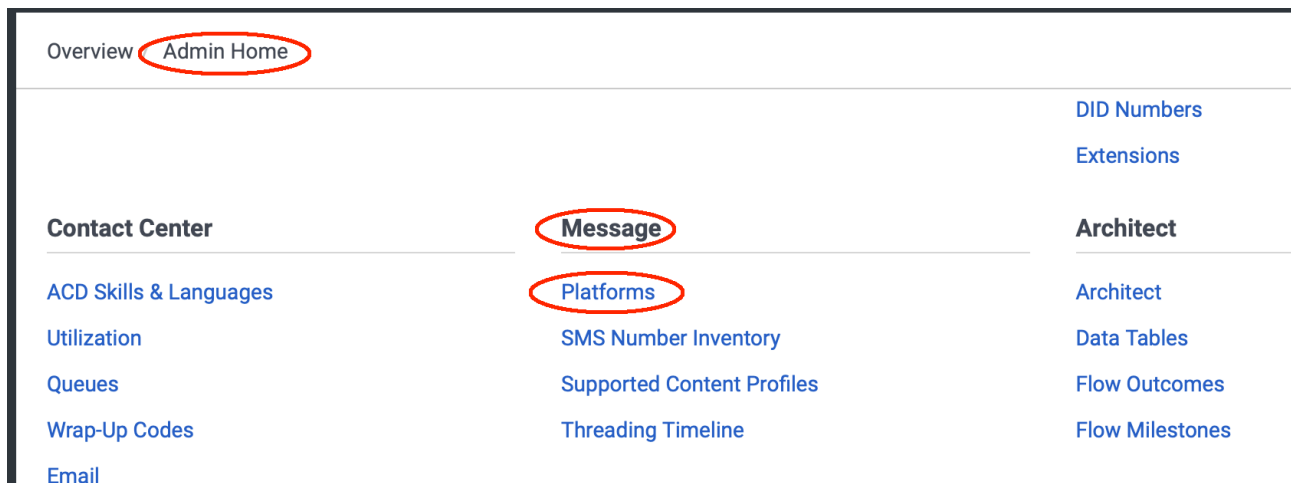 Overview / Admin Home
DID Numbers
Extensions
Contact Center
ACD Skills & Languages
Utilization
Queues
Wrap-Up Codes
Email
Message
Platforms
SMS Number Inventory
Supported Content Profiles
Threading Timeline
Architect
Architect
Data Tables
Flow Outcomes
Flow Milestones